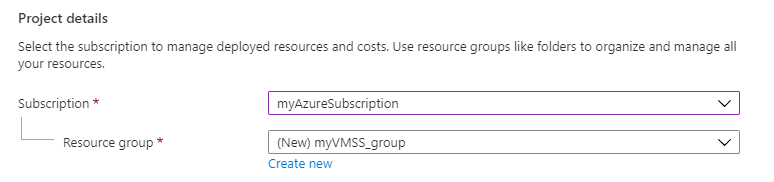 Project details
Select the subscription to manage deployed resources and costs. Use resource groups like folders to organize and manage all
your resources.
Subscription *
myAzureSubscription
Resource group *
(New) myVMSS_group
Create new